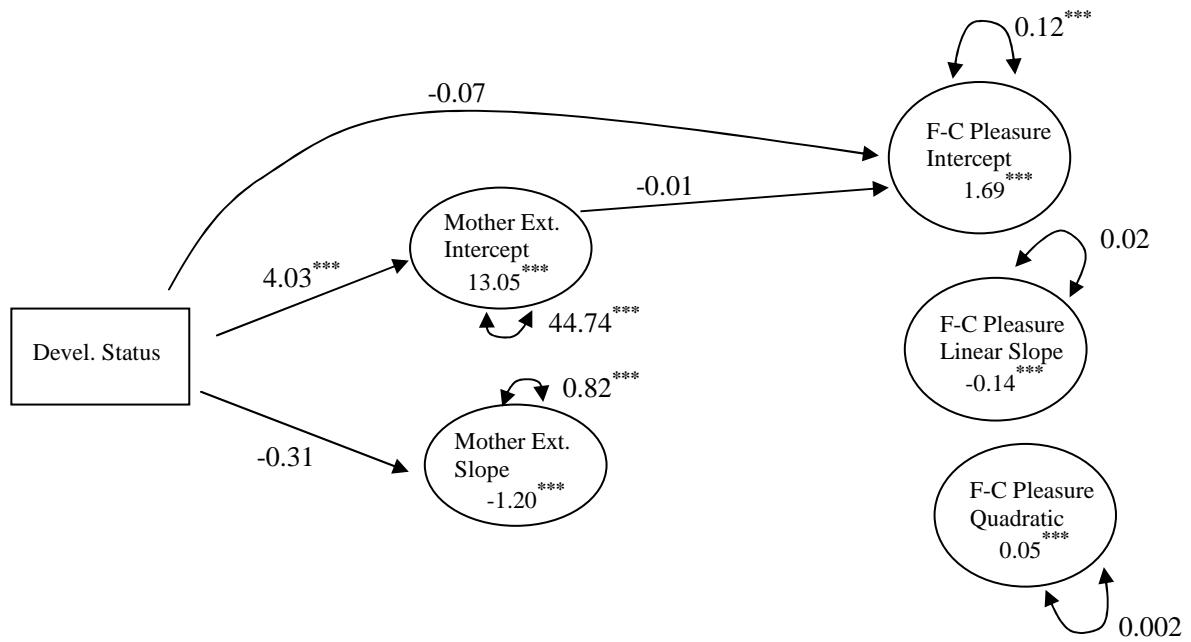 0.12***
-0.07
F-C Pleasure
Intercept
1.69***
-0.01
Mother Ext.
Intercept
13.05***
4.03***
44.74***
0.02
Devel. Status
F-C Pleasure
Linear Slope
-0.14***
0.82***
-0.31
Mother Ext.
Slope
-1.20***
F-C Pleasure
Quadratic
0.05***
0.002